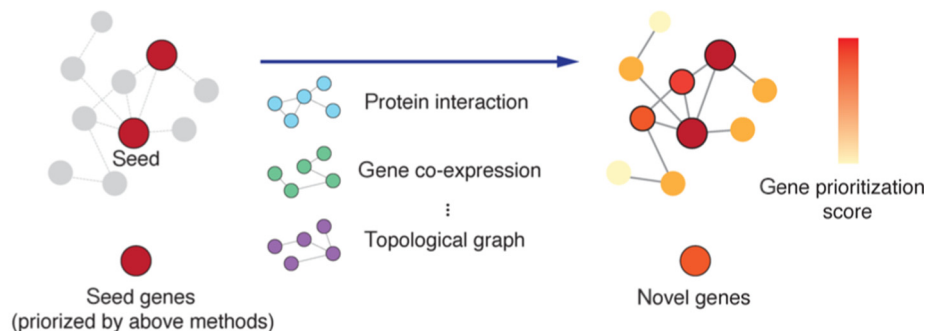 Seed
Seed genes
(priorized by above methods)
Protein interaction
Gene co-expression
⋮
Topological graph
Novel genes
Gene prioritization
score